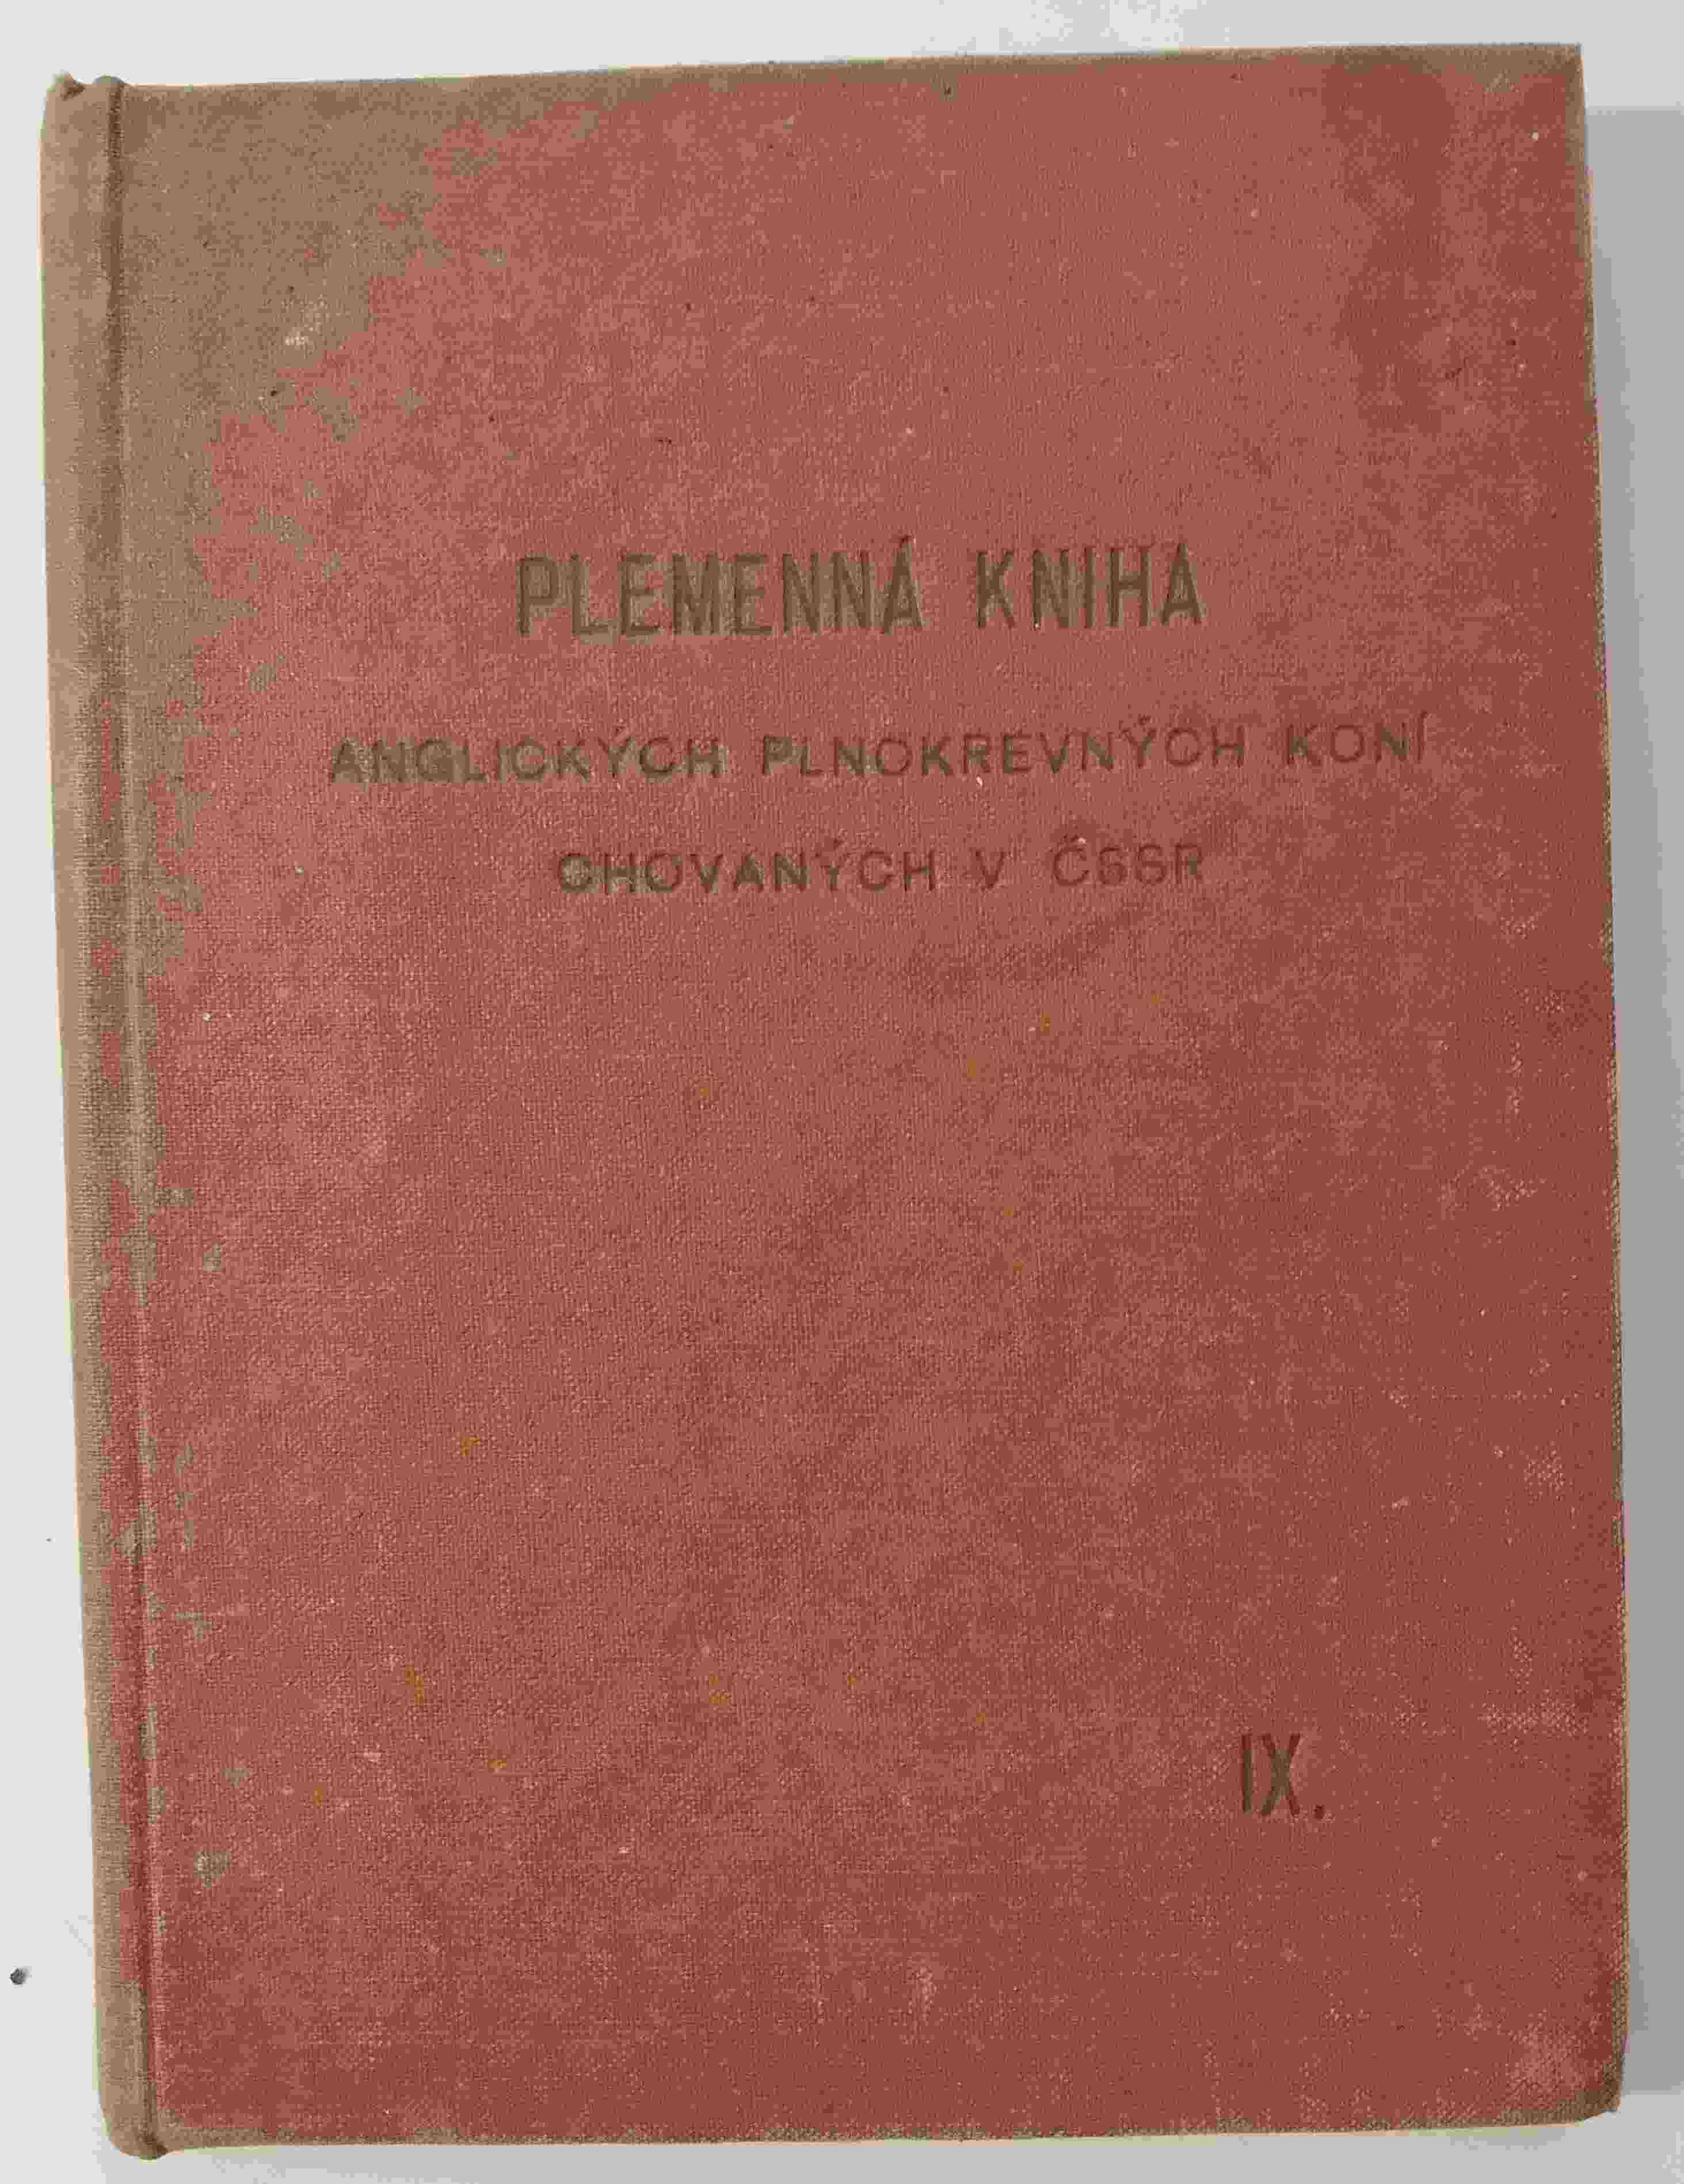 PLEMENNÁ KNIHA
ANGLICKÝCH PLNOKREVNÝCH KONÍ
CHOVANÝCH V ČSSR
IX.